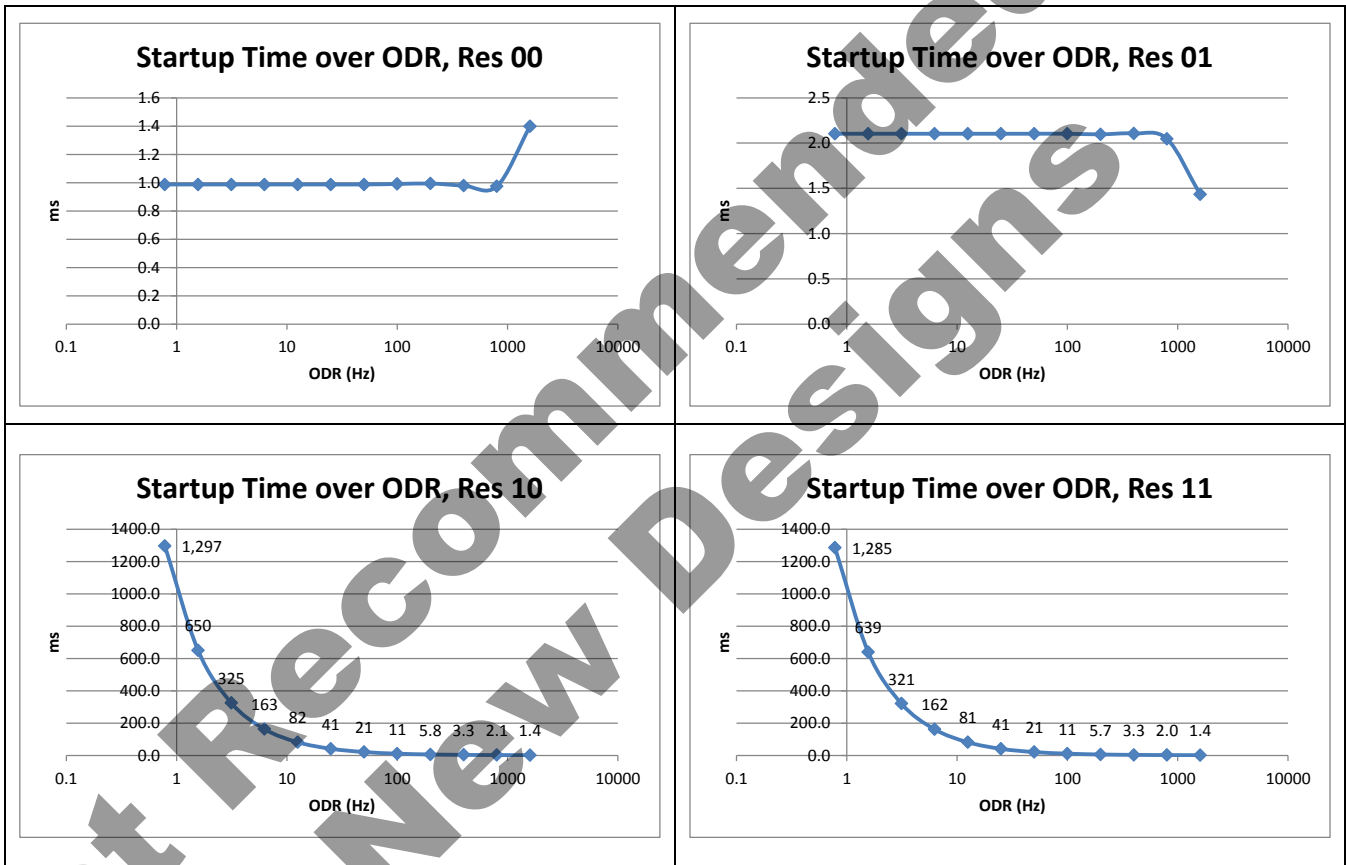 Startup Time over ODR, Res 00
1.6
1.4
1.2
1.0
0.8
0.6
0.4
0.2
0.0
ms
0.1 1 10 100 1000 10000
ODR (Hz)
Startup Time over ODR, Res 01
2.5
2.0
1.5
1.0
0.5
0.0
ms
0.1 1 10 100 1000 10000
ODR (Hz)
Startup Time over ODR, Res 10
1400.0
1200.0
1000.0
800.0
600.0
400.0
200.0
0.0
ms
1,297
650
325
163
82 41 21 11 5.8 3.3 2.1 1.4
0.1 1 10 100 1000 10000
ODR (Hz)
Startup Time over ODR, Res 11
1400.0
1200.0
1000.0
800.0
600.0
400.0
200.0
0.0
ms
1,285
639
321
162
81 41 21 11 5.7 3.3 2.0 1.4
0.1 1 10 100 1000 10000
ODR (Hz)
Recommended
New Designs